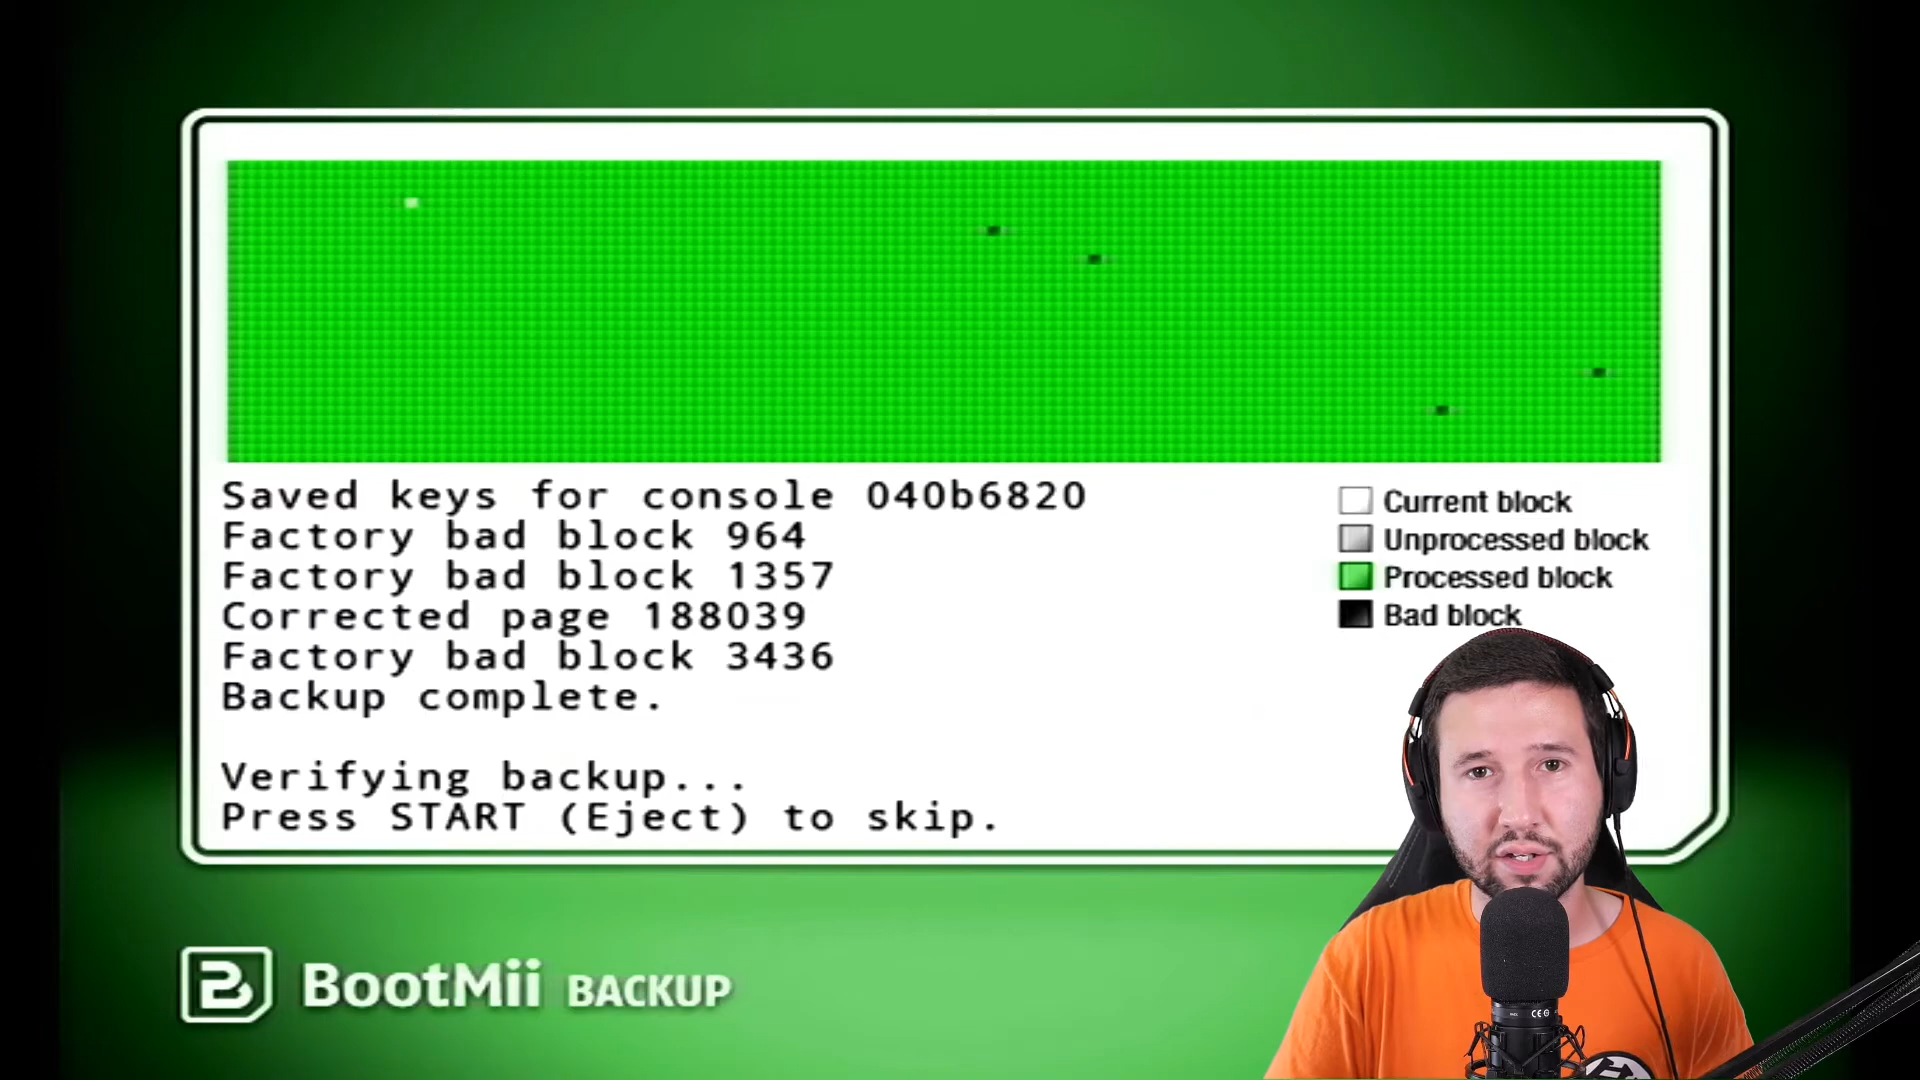 Saved keys for console 040b6820
Factory bad block 964
Factory bad block 1357
Corrected page 188039
Factory bad block 3436
Backup complete.
Verifying backup...
Press START (Eject) to skip.
Current block
Unprocessed block
Processed block
Bad block
BootMii BACKUP